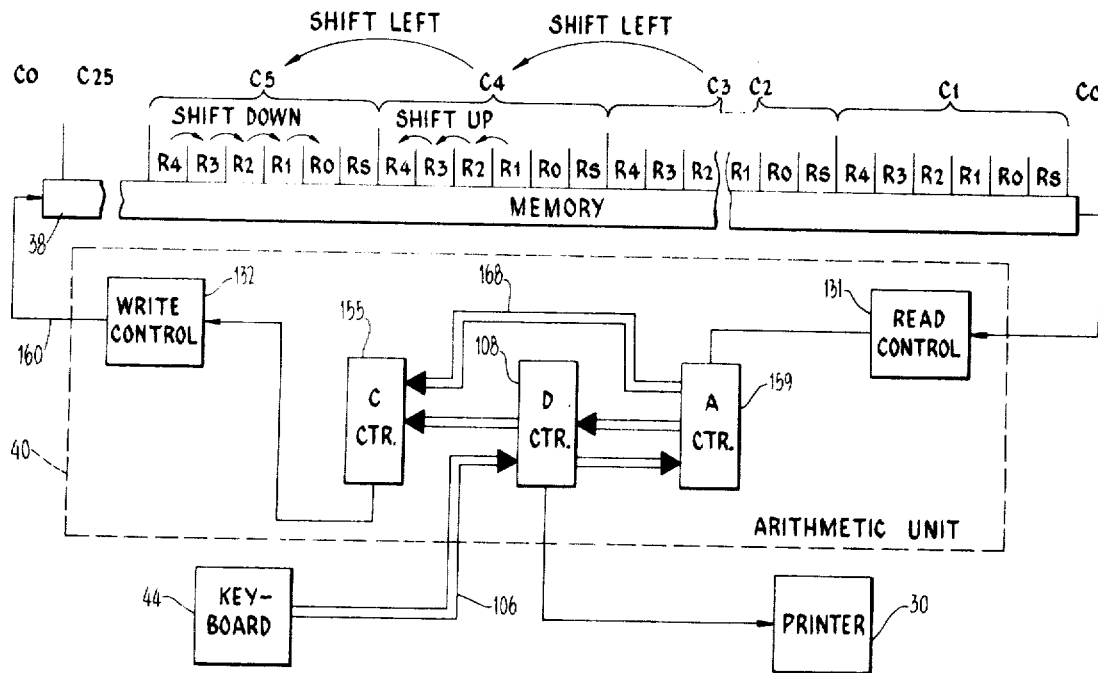 SHIFT LEFT SHIFT LEFT
C0 C25 C5 C4 C3 C2 C1 C0
SHIFT DOWN SHIFT UP
R4 R3 R2 R1 R0 RS R4 R3 R2 R1 R0 RS R4 R3 R2 R1 R0 RS R4 R3 R2 R1 R0 RS
MEMORY
38
132 168 131
WRITE CONTROL
155
108
READ CONTROL
160
C CTR.
D CTR.
A CTR.
159
40
ARITHMETIC UNIT
44
KEY-
BOARD
106
PRINTER
30